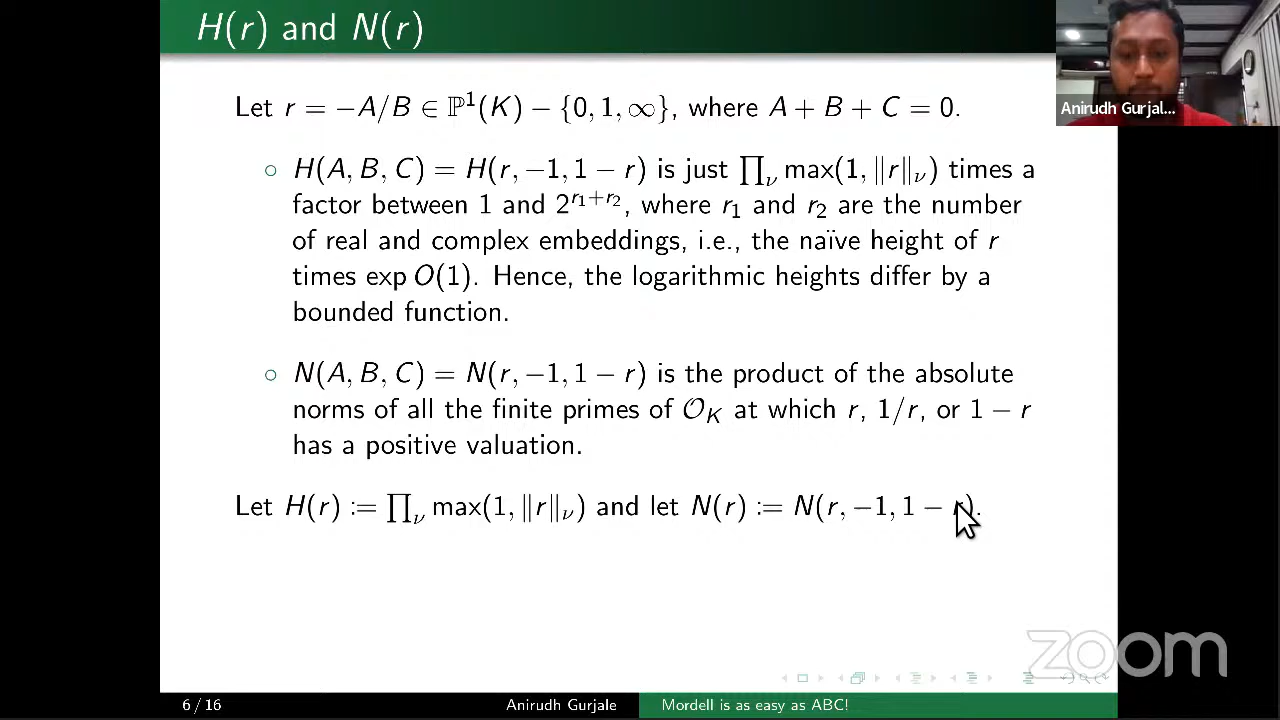 H(r) and N(r)
Let r = −A/B ∈ ℙ¹(K) − {0, 1, ∞}, where A + B + C = 0.
Anirudh Gurjal...
○ H(A, B, C) = H(r, −1, 1 − r) is just ∏_ν max(1, ‖r‖_ν) times a
factor between 1 and 2^{r₁+r₂}, where r₁ and r₂ are the number
of real and complex embeddings, i.e., the naïve height of r
times exp O(1). Hence, the logarithmic heights differ by a
bounded function.
○ N(A, B, C) = N(r, −1, 1 − r) is the product of the absolute
norms of all the finite primes of 𝒪_K at which r, 1/r, or 1 − r
has a positive valuation.
Let H(r) := ∏_ν max(1, ‖r‖_ν) and let N(r) := N(r, −1, 1 − r).
zoom
6 / 16 Anirudh Gurjale Mordell is as easy as ABC!